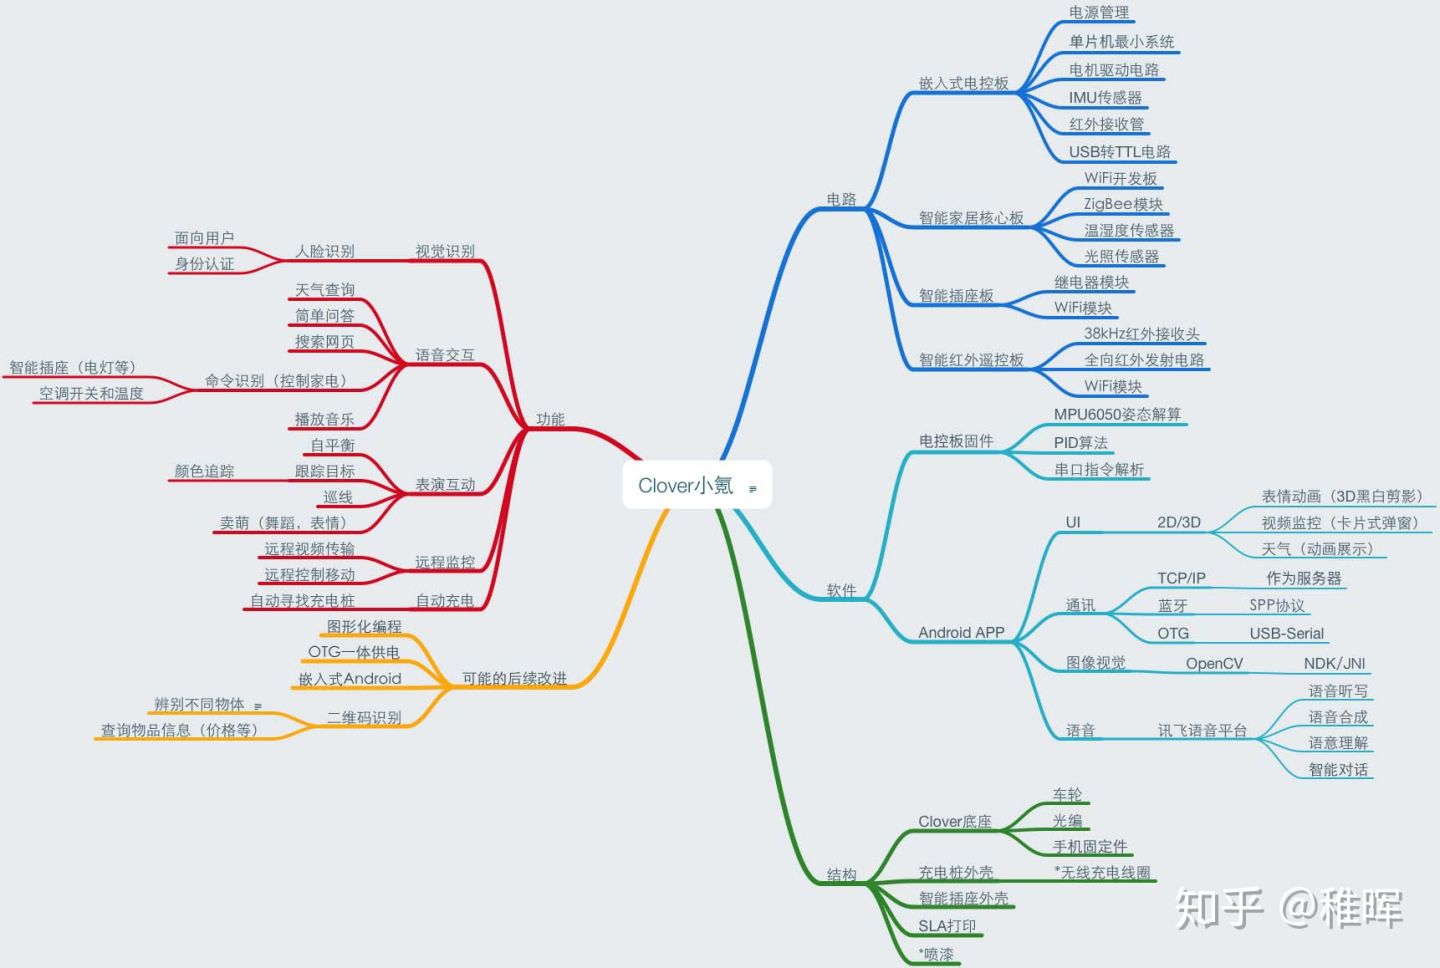 Clover小氪
电路
嵌入式电控板
电源管理
单片机最小系统
电机驱动电路
IMU传感器
红外接收管
USB转TTL电路
智能家居核心板
WiFi开发板
ZigBee模块
温湿度传感器
光照传感器
智能插座板
继电器模块
WiFi模块
智能红外遥控板
38kHz红外接收头
全向红外发射电路
WiFi模块
软件
电控板固件
MPU6050姿态解算
PID算法
串口指令解析
Android APP
UI
2D/3D
表情动画（3D黑白剪影）
视频监控（卡片式弹窗）
天气（动画展示）
通讯
TCP/IP
作为服务器
蓝牙
SPP协议
OTG
USB-Serial
图像视觉
OpenCV
NDK/JNI
语音
讯飞语音平台
语音听写
语音合成
语意理解
智能对话
结构
Clover底座
车轮
光编
手机固定件
充电桩外壳
*无线充电线圈
智能插座外壳
SLA打印
*喷漆
功能
视觉识别
人脸识别
面向用户
身份认证
语音交互
天气查询
简单问答
搜索网页
命令识别（控制家电）
智能插座（电灯等）
空调开关和温度
播放音乐
表演互动
自平衡
跟踪目标
颜色追踪
巡线
卖萌（舞蹈，表情）
远程监控
远程视频传输
远程控制移动
自动充电
自动寻找充电桩
可能的后续改进
图形化编程
OTG一体供电
嵌入式Android
二维码识别
辨别不同物体
查询物品信息（价格等）
知乎 @稚晖